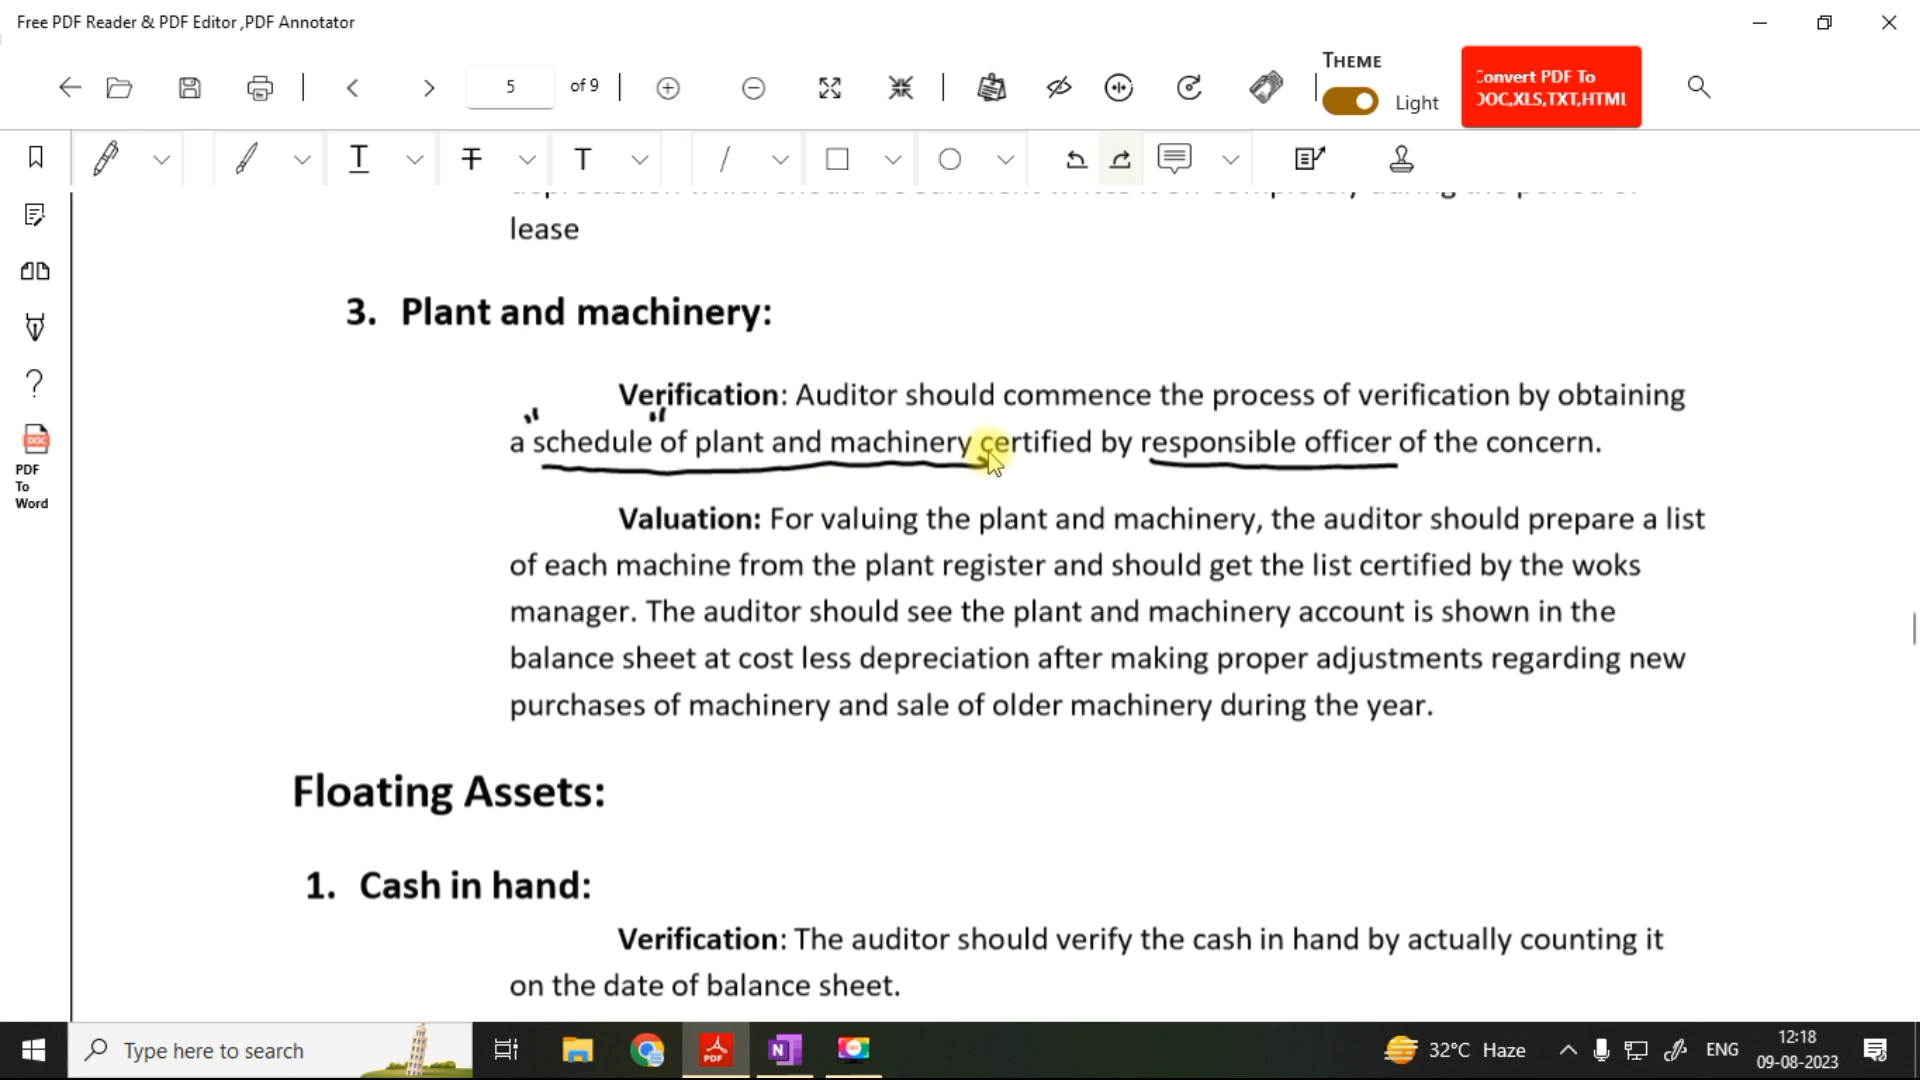 Free PDF Reader & PDF Editor ,PDF Annotator
5 of 9
THEME
Light
Convert PDF To
DOC,XLS,TXT,HTML
T T T
lease
3. Plant and machinery:
Verification: Auditor should commence the process of verification by obtaining
a schedule of plant and machinery certified by responsible officer of the concern.
Valuation: For valuing the plant and machinery, the auditor should prepare a list
of each machine from the plant register and should get the list certified by the woks
manager. The auditor should see the plant and machinery account is shown in the
balance sheet at cost less depreciation after making proper adjustments regarding new
purchases of machinery and sale of older machinery during the year.
Floating Assets:
1. Cash in hand:
Verification: The auditor should verify the cash in hand by actually counting it
on the date of balance sheet.
DOC
PDF
To
Word
Type here to search
PDF
N
32°C Haze
ENG
12:18
09-08-2023